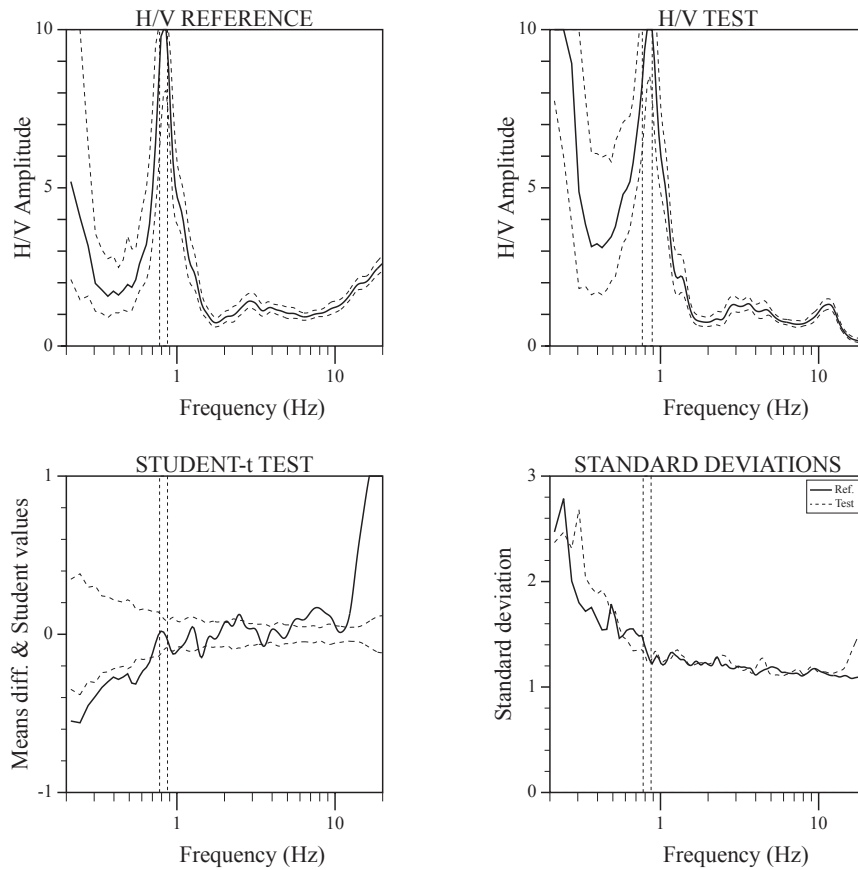 H/V REFERENCE
H/V Amplitude
10
5
0
1
10
Frequency (Hz)
H/V TEST
H/V Amplitude
10
5
0
1
10
Frequency (Hz)
STUDENT-t TEST
Means diff. & Student values
1
0
-1
1
10
Frequency (Hz)
STANDARD DEVIATIONS
Standard deviation
3
2
1
0
Ref.
Test
1
10
Frequency (Hz)